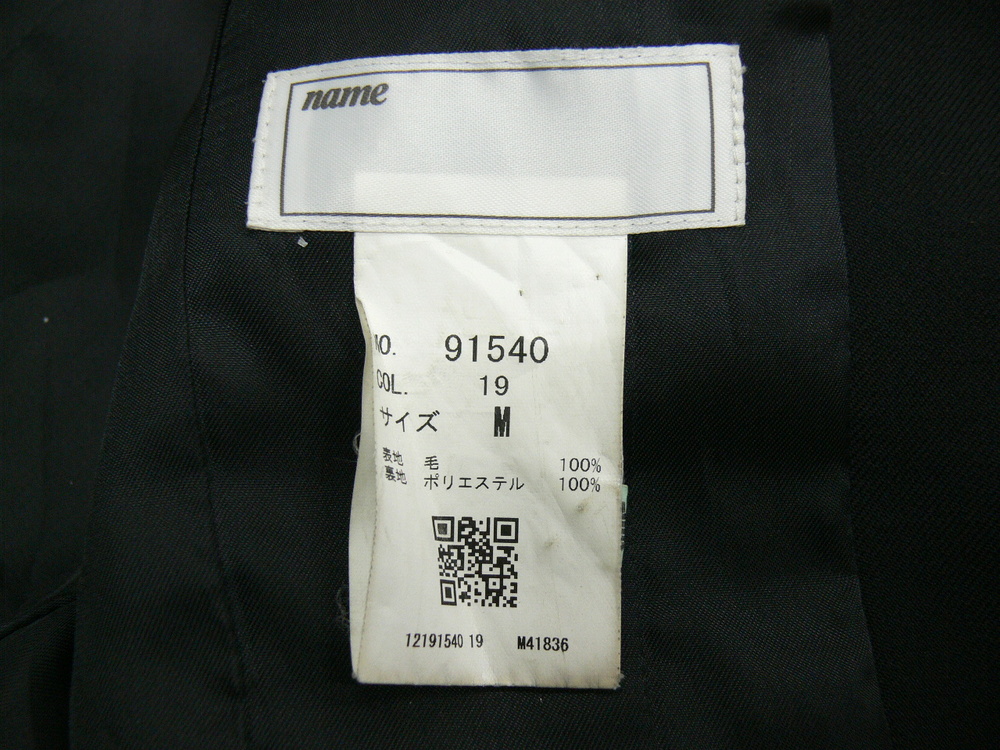 name
NO. 91540
COL. 19
サイズ M
表地 毛 100%
裏地 ポリエステル 100%
12191540 19 M41836